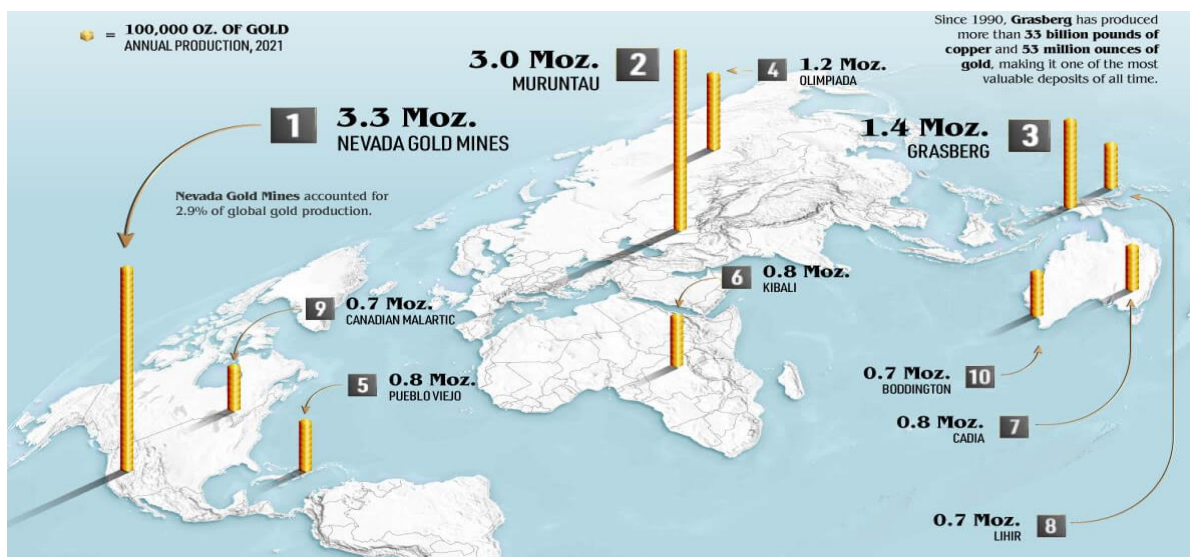 = 100,000 OZ. OF GOLD
ANNUAL PRODUCTION, 2021
Since 1990, Grasberg has produced
more than 33 billion pounds of
copper and 53 million ounces of
gold, making it one of the most
valuable deposits of all time.
3.0 Moz. 2
MURUNTAU
4 1.2 Moz.
OLIMPIADA
1 3.3 Moz.
NEVADA GOLD MINES
1.4 Moz. 3
GRASBERG
Nevada Gold Mines accounted for
2.9% of global gold production.
6 0.8 Moz.
KIBALI
9 0.7 Moz.
CANADIAN MALARTIC
5 0.8 Moz.
PUEBLO VIEJO
0.7 Moz. 10
BODDINGTON
0.8 Moz. 7
CADIA
0.7 Moz. 8
LIHIR